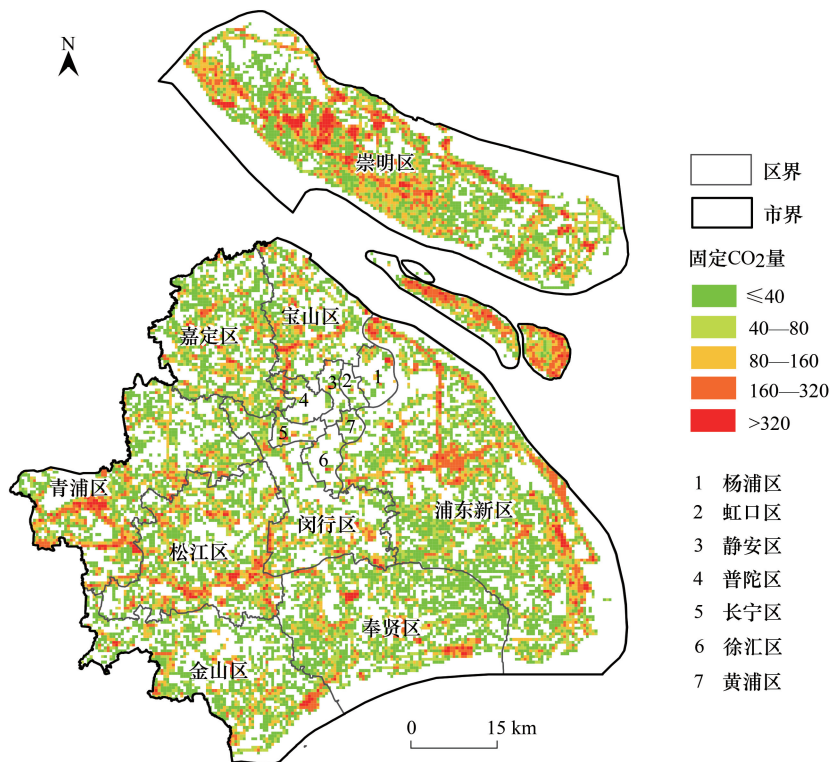 N
崇明区
区界
市界
固定CO₂量
≤40
40—80
80—160
160—320
>320
宝山区
嘉定区
1
2
3
4
5
6
7
青浦区
松江区
闵行区
浦东新区
奉贤区
金山区
1 杨浦区
2 虹口区
3 静安区
4 普陀区
5 长宁区
6 徐汇区
7 黄浦区
0 15 km